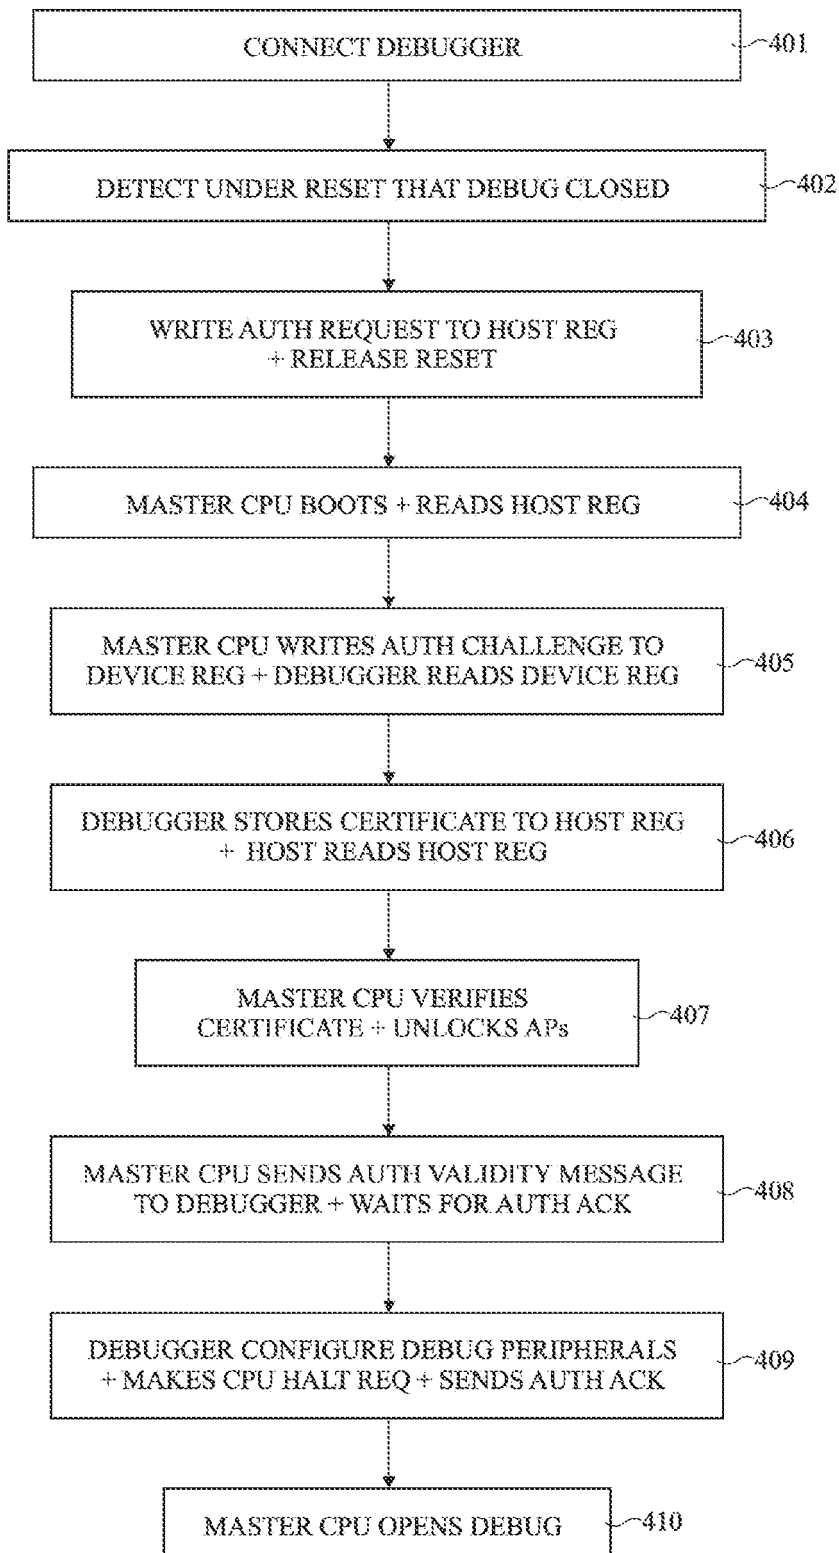 CONNECT DEBUGGER
401
DETECT UNDER RESET THAT DEBUG CLOSED
402
WRITE AUTH REQUEST TO HOST REG
+ RELEASE RESET
403
MASTER CPU BOOTS + READS HOST REG
404
MASTER CPU WRITES AUTH CHALLENGE TO
DEVICE REG + DEBUGGER READS DEVICE REG
405
DEBUGGER STORES CERTIFICATE TO HOST REG
+ HOST READS HOST REG
406
MASTER CPU VERIFIES
CERTIFICATE + UNLOCKS APs
407
MASTER CPU SENDS AUTH VALIDITY MESSAGE
TO DEBUGGER + WAITS FOR AUTH ACK
408
DEBUGGER CONFIGURE DEBUG PERIPHERALS
+ MAKES CPU HALT REQ + SENDS AUTH ACK
409
MASTER CPU OPENS DEBUG
410